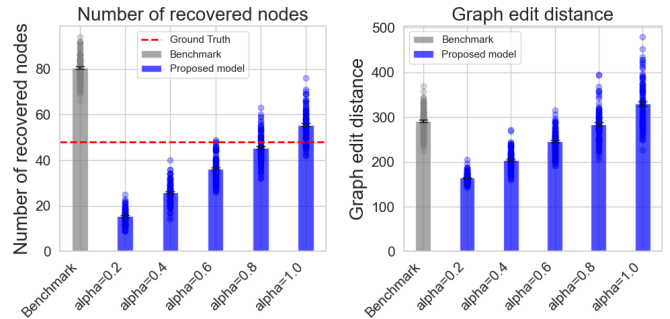 Number of recovered nodes
Number of recovered nodes
80
60
40
20
0
Ground Truth
Benchmark
Proposed model
Benchmark
alpha=0.2
alpha=0.4
alpha=0.6
alpha=0.8
alpha=1.0
Graph edit distance
Graph edit distance
500
400
300
200
100
0
Benchmark
Proposed model
Benchmark
alpha=0.2
alpha=0.4
alpha=0.6
alpha=0.8
alpha=1.0